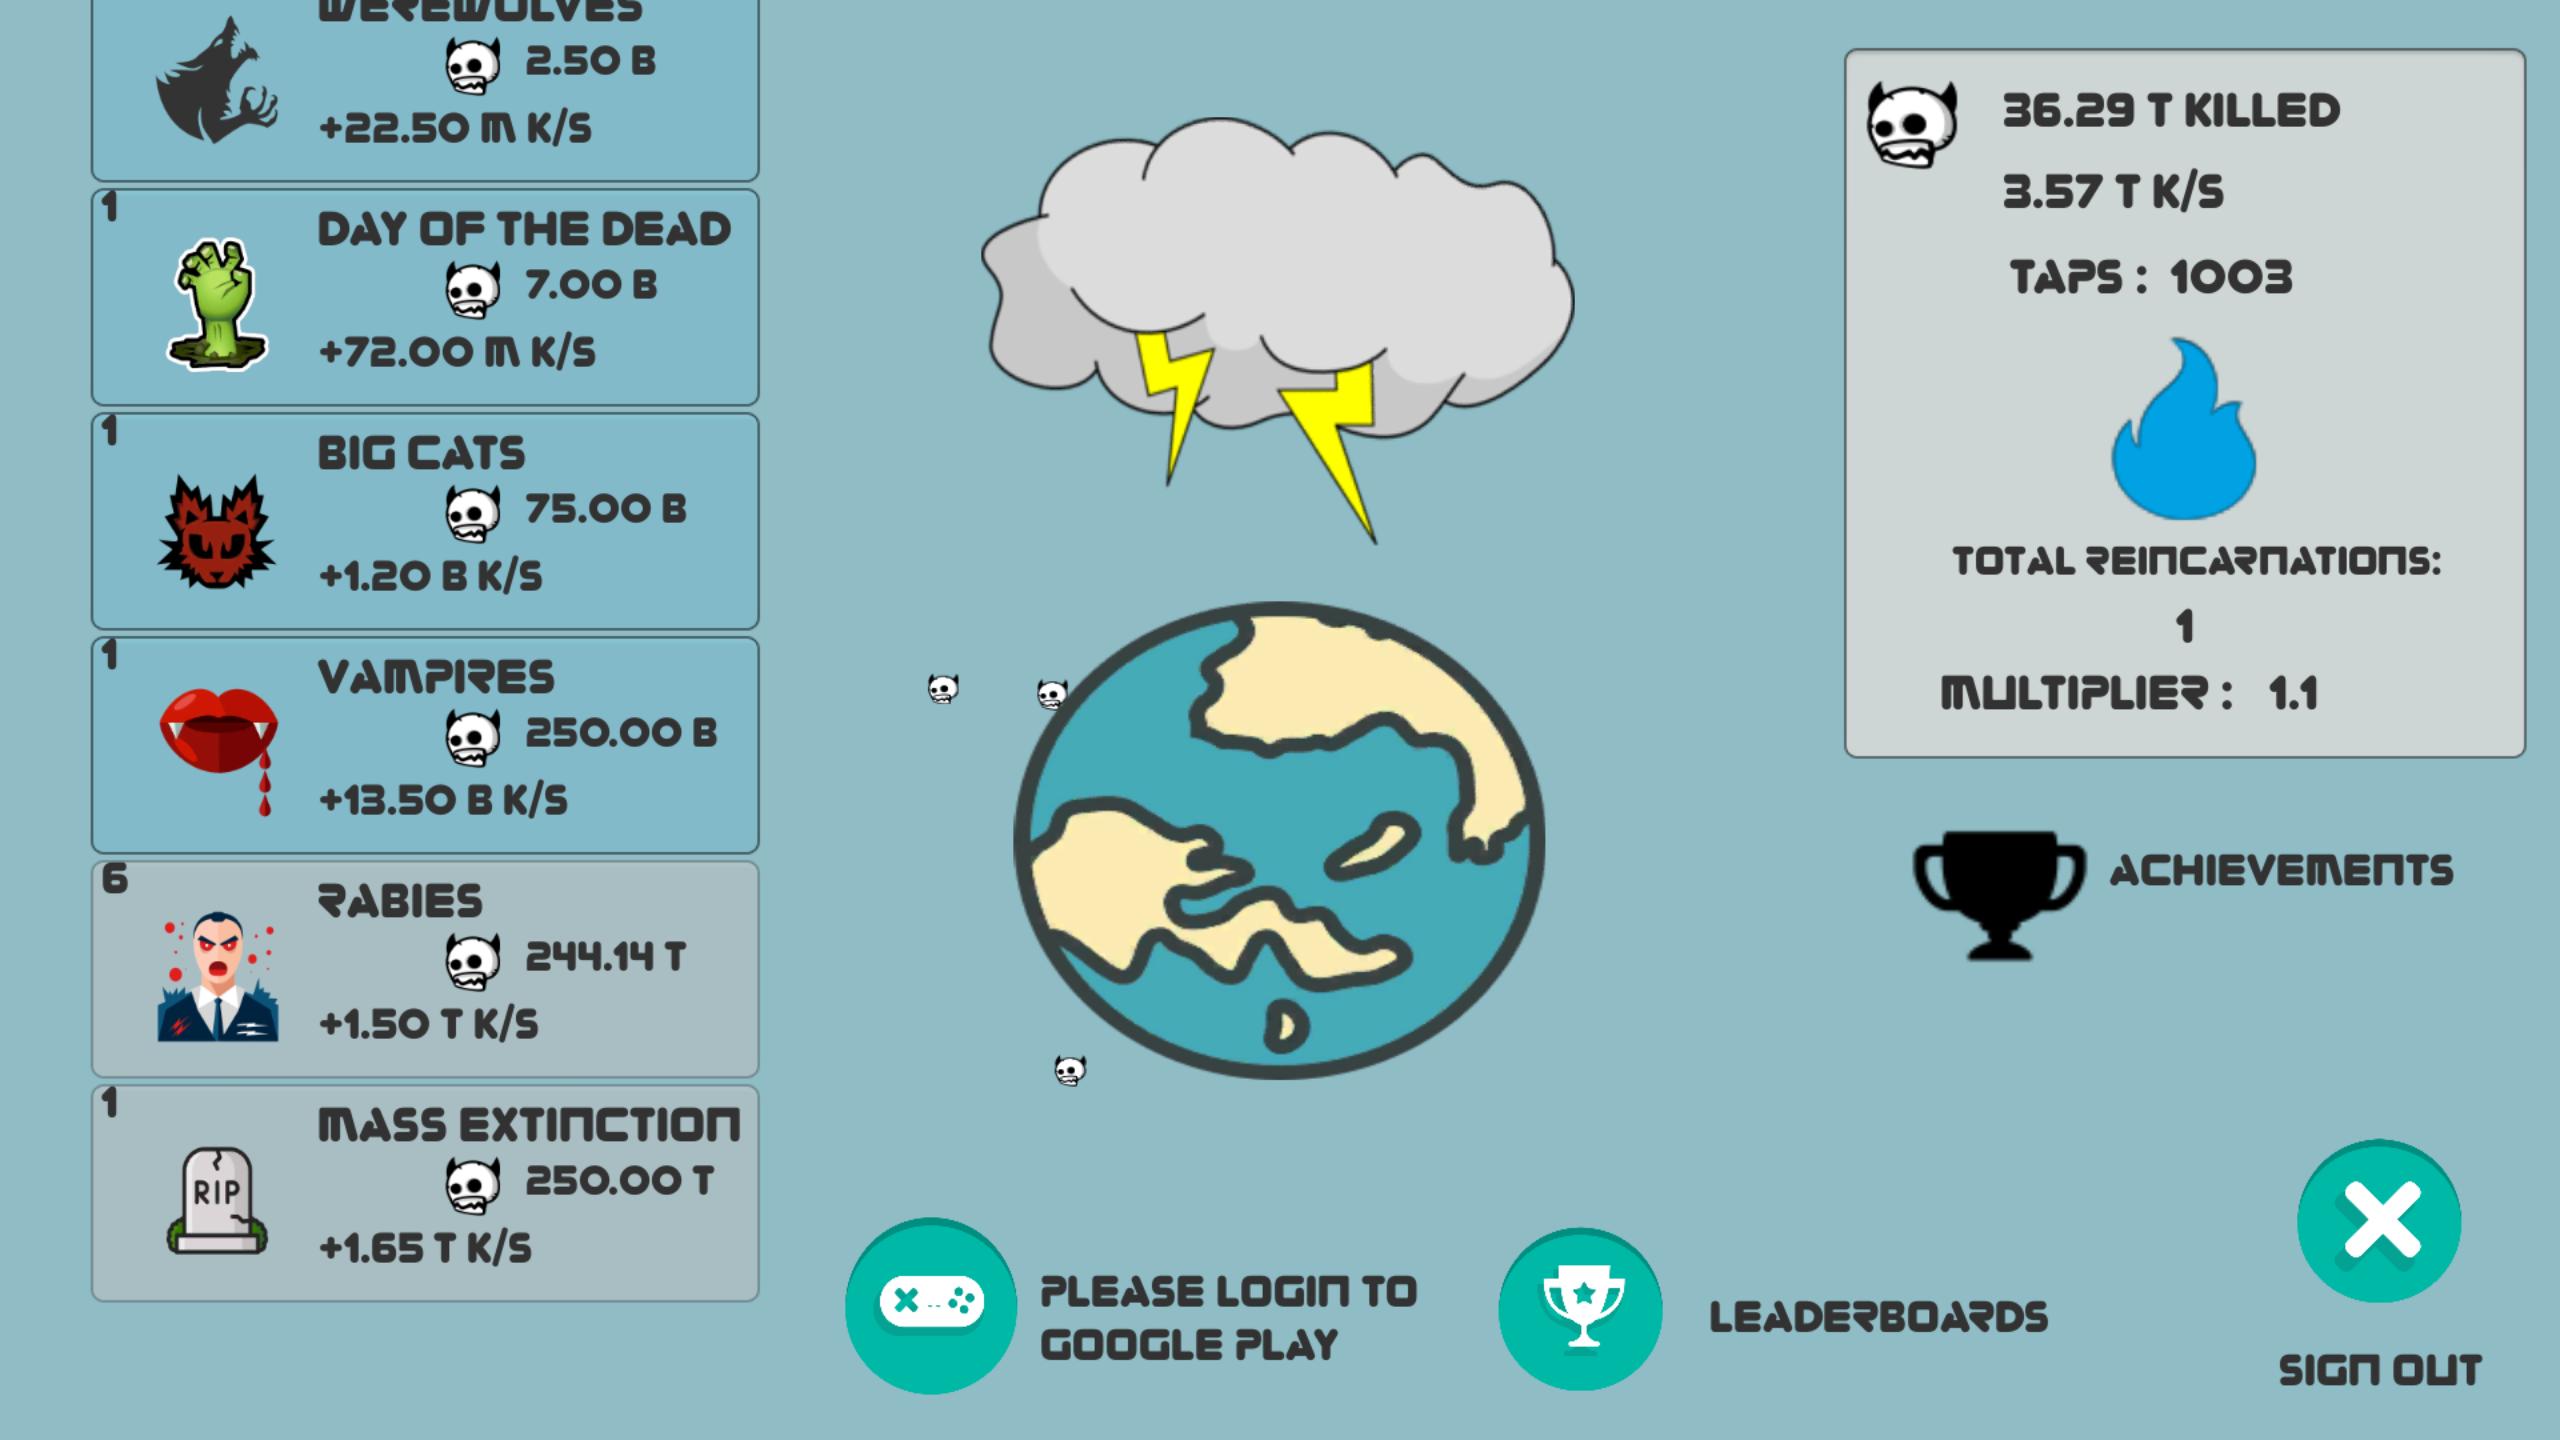 WEREWOLVES
2.50 B
+22.50 M K/S
1
DAY OF THE DEAD
7.00 B
+72.00 M K/S
1
BIG CATS
75.00 B
+1.20 B K/S
1
VAMPIRES
250.00 B
+13.50 B K/S
6
RABIES
244.14 T
+1.50 T K/S
1
MASS EXTINCTION
RIP
250.00 T
+1.65 T K/S
36.29 T KILLED
3.57 T K/S
TAPS : 1003
TOTAL REINCARNATIONS:
1
MULTIPLIER : 1.1
ACHIEVEMENTS
PLEASE LOGIN TO
GOOGLE PLAY
LEADERBOARDS
SIGN OUT